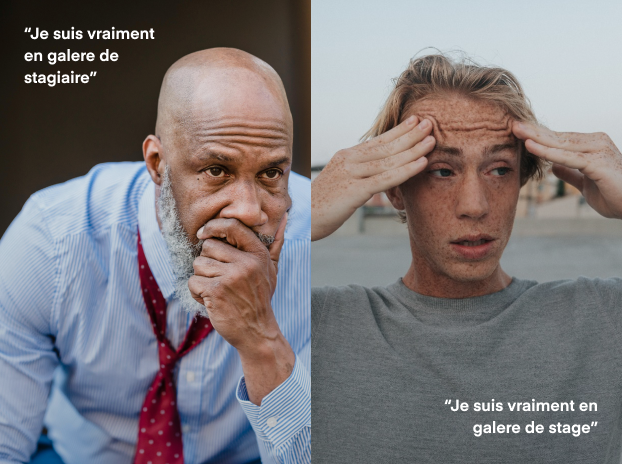 “Je suis vraiment
en galere de
stagiaire”
“Je suis vraiment en
galere de stage”